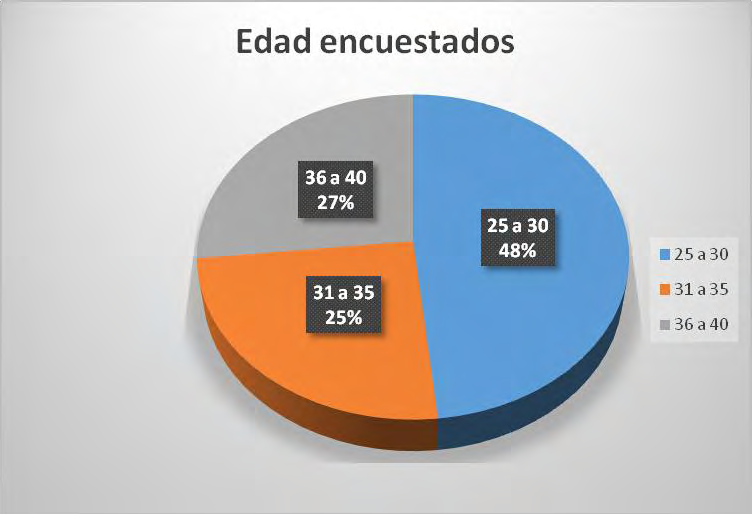 Edad encuestados
36 a 40
27%
25 a 30
48%
31 a 35
25%
25 a 30
31 a 35
36 a 40